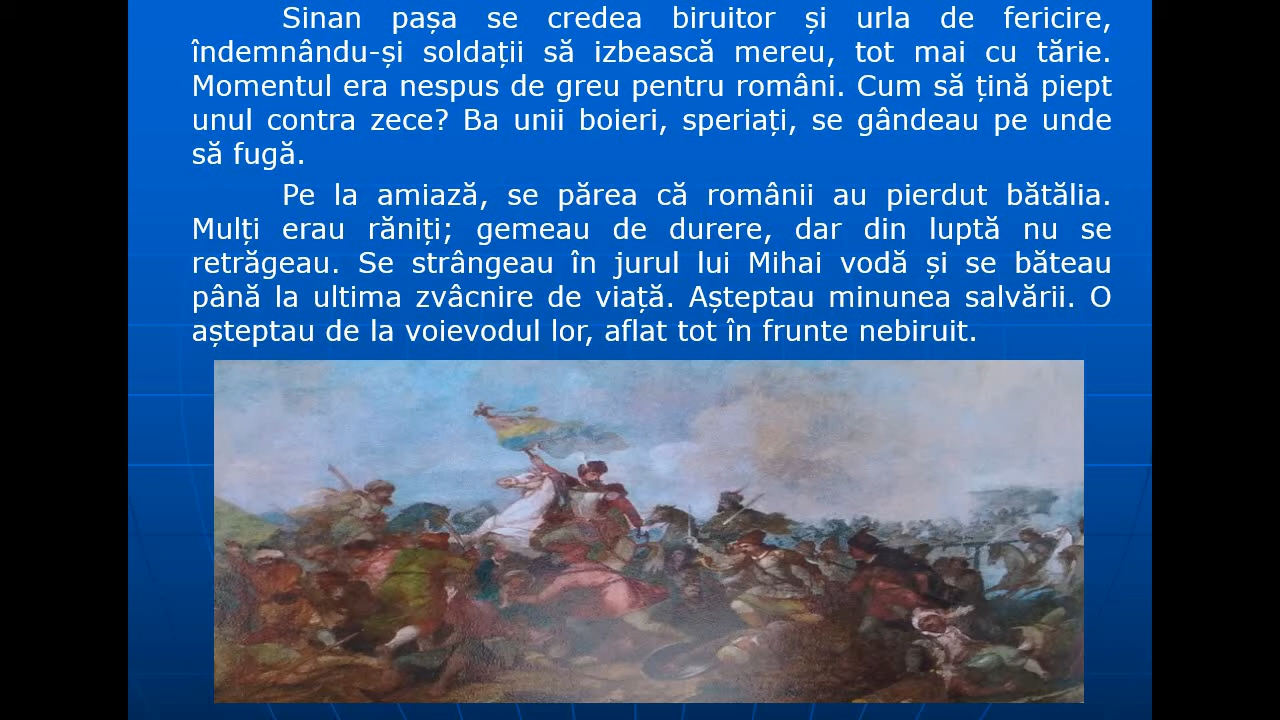 Sinan pașa se credea biruitor și urla de fericire,
îndemnându-și soldații să izbească mereu, tot mai cu tărie.
Momentul era nespus de greu pentru români. Cum să țină piept
unul contra zece? Ba unii boieri, speriați, se gândeau pe unde
să fugă.
Pe la amiază, se părea că românii au pierdut bătălia.
Mulți erau răniți; gemeau de durere, dar din luptă nu se
retrăgeau. Se strângeau în jurul lui Mihai vodă și se băteau
până la ultima zvâcnire de viață. Așteptau minunea salvării. O
așteptau de la voievodul lor, aflat tot în frunte nebiruit.